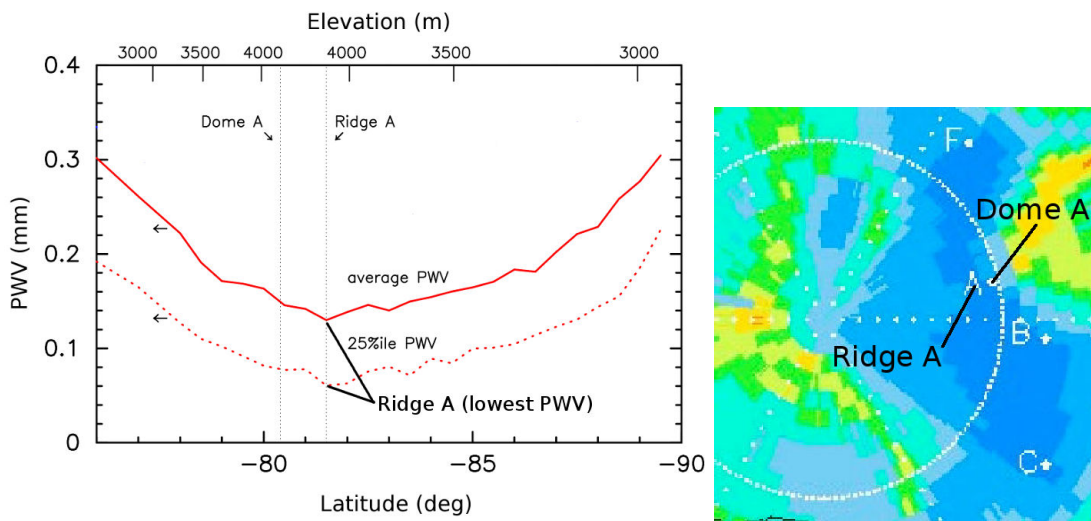 Elevation (m)
3000 3500 4000 4000 3500 3000
0.4
Dome A
Ridge A
0.3
PWV (mm)
0.2
average PWV
25%ile PWV
0.1
Ridge A (lowest PWV)
0
−80 −85 −90
Latitude (deg)
F
Dome A
A
B
Ridge A
C